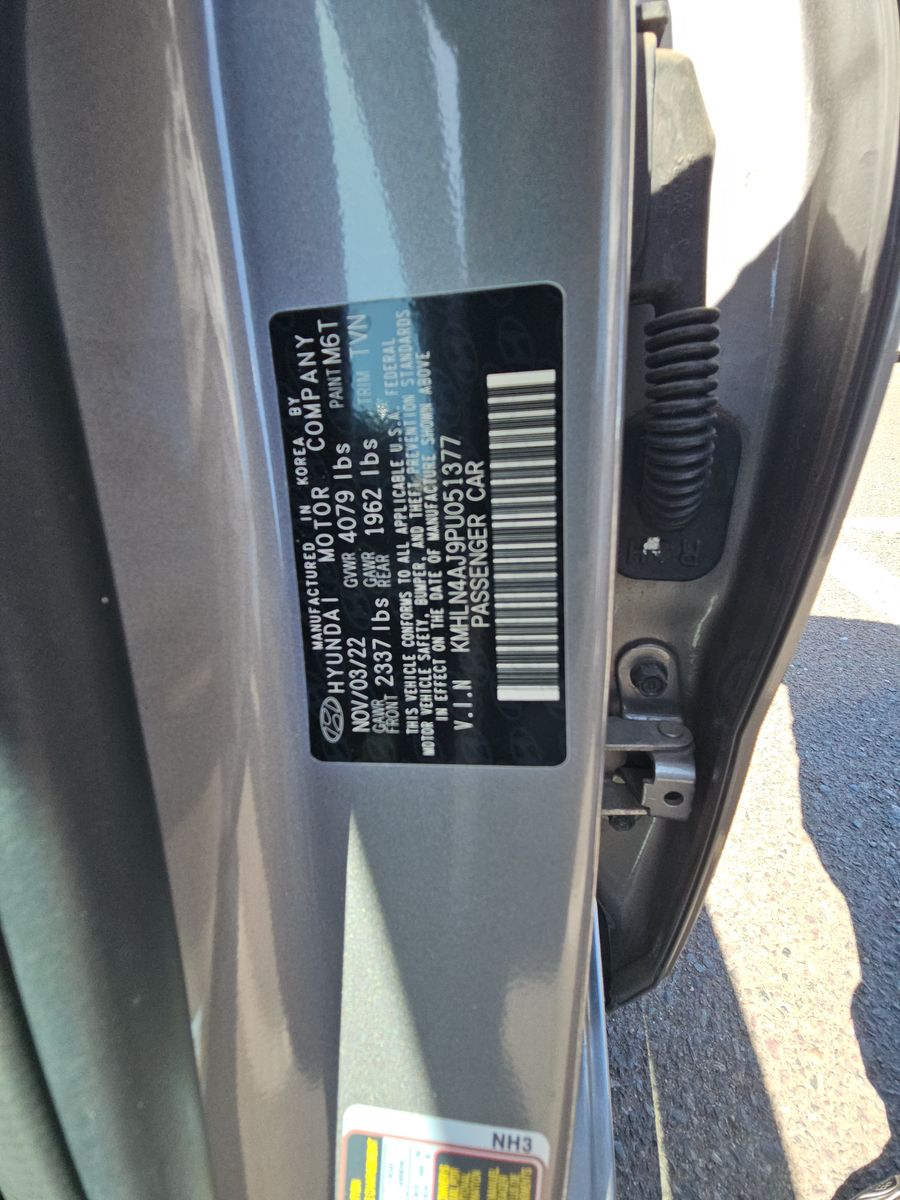 MANUFACTURED IN KOREA BY
HYUNDAI MOTOR COMPANY
NOV/03/22 GVWR 4079 lbs PAINT M6T
GAWR FRONT 2337 lbs GAWR REAR 1962 lbs TRIM TVN
THIS VEHICLE CONFORMS TO ALL APPLICABLE U.S.A. FEDERAL
MOTOR VEHICLE SAFETY, BUMPER, AND THEFT PREVENTION STANDARDS
IN EFFECT ON THE DATE OF MANUFACTURE SHOWN ABOVE
V.I.N KMHLN4AJ9PU051377
PASSENGER CAR
NH3